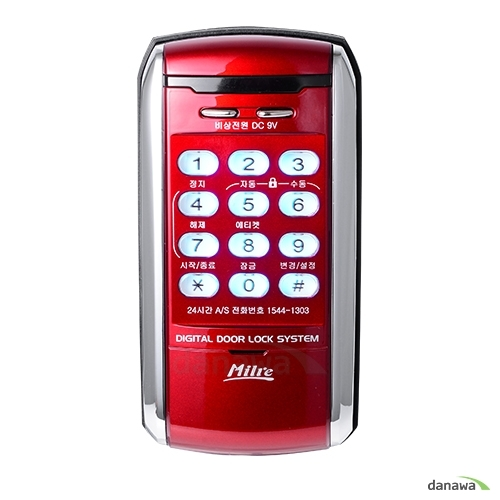 비상전원 DC 9V
1 2 3
정지 자동 수동
4 5 6
해제 에티켓
7 8 9
시작/종료 잠금 변경/설정
* 0 #
24시간 A/S 전화번호 1544-1303
DIGITAL DOOR LOCK SYSTEM
Milre
danawa
danawa